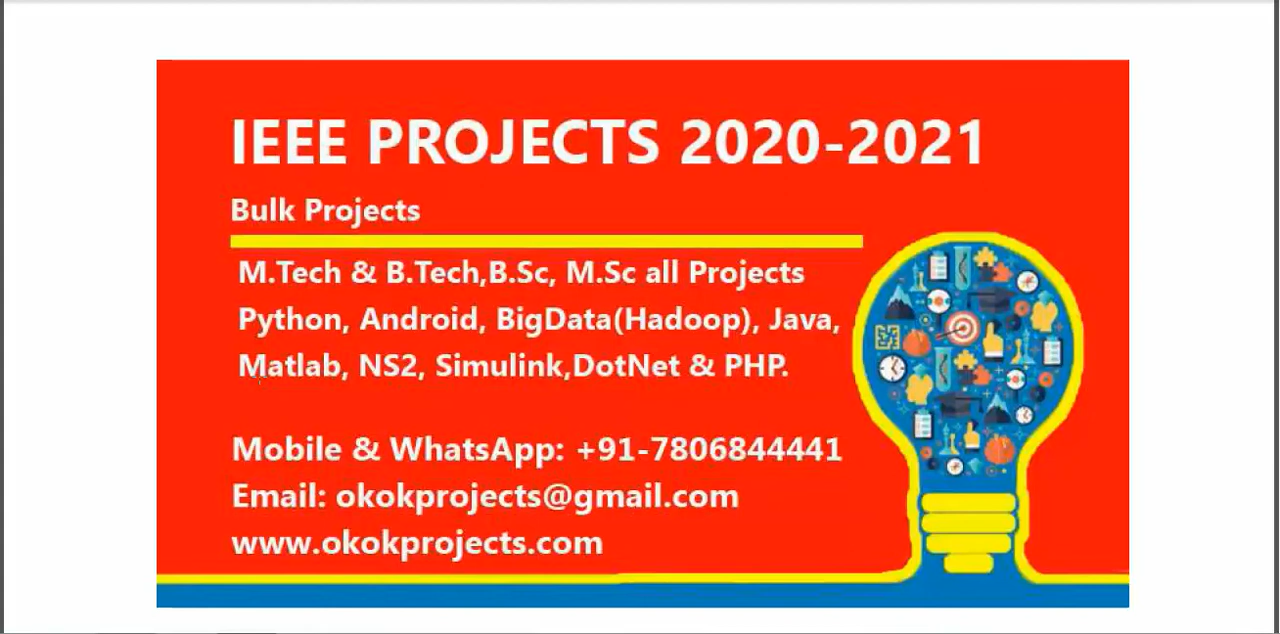 IEEE PROJECTS 2020-2021
Bulk Projects
M.Tech & B.Tech,B.Sc, M.Sc all Projects
Python, Android, BigData(Hadoop), Java,
Matlab, NS2, Simulink,DotNet & PHP.
Mobile & WhatsApp: +91-7806844441
Email: okokprojects@gmail.com
www.okokprojects.com